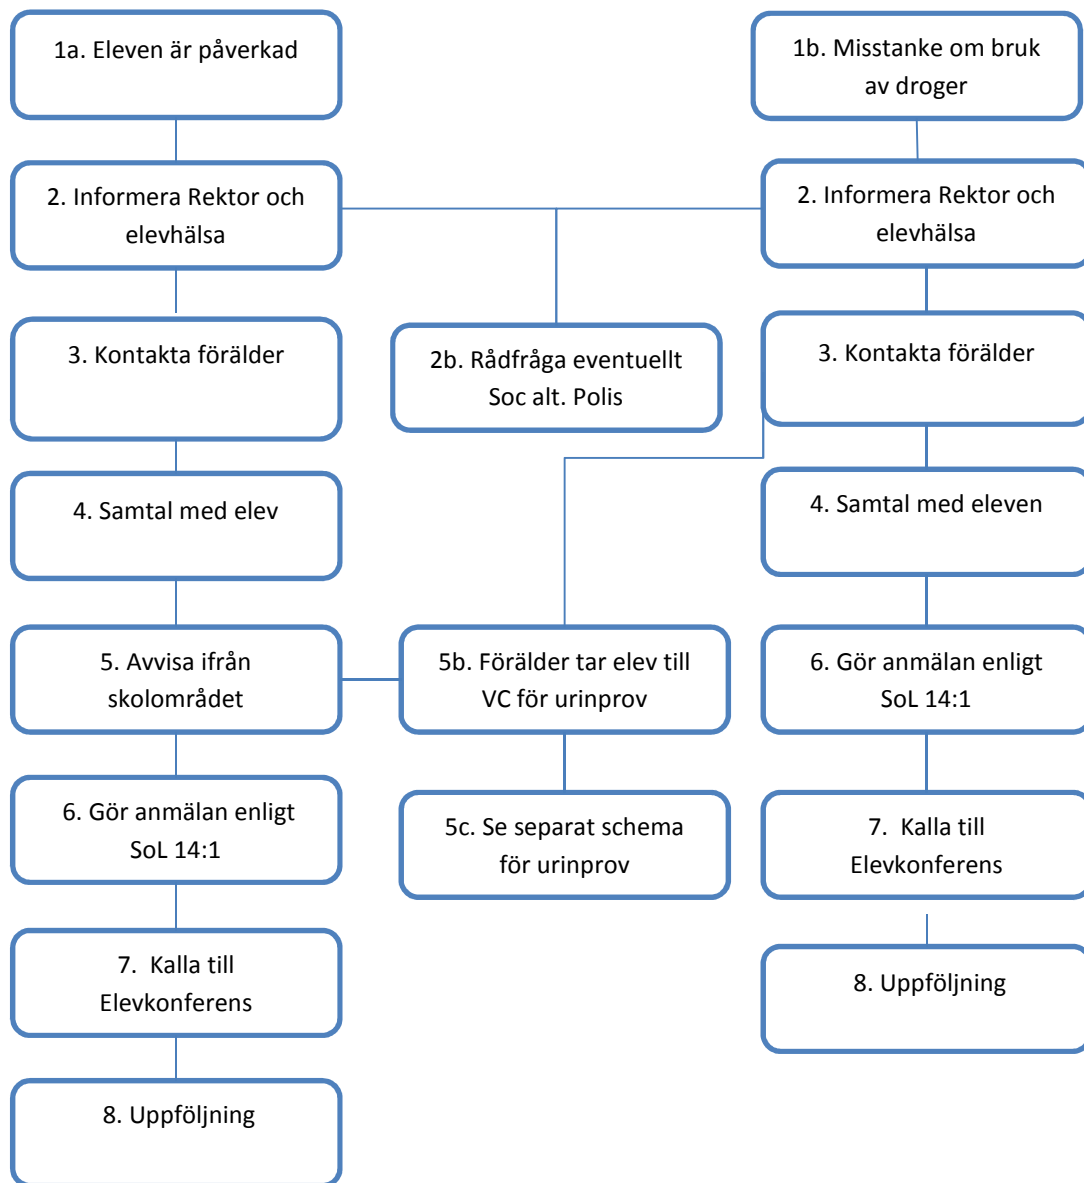 1a. Eleven är påverkad
1b. Misstanke om bruk
av droger
2. Informera Rektor och
elevhälsa
2. Informera Rektor och
elevhälsa
3. Kontakta förälder
2b. Rådfråga eventuellt
Soc alt. Polis
3. Kontakta förälder
4. Samtal med elev
4. Samtal med eleven
5. Avvisa ifrån
skolområdet
5b. Förälder tar elev till
VC för urinprov
6. Gör anmälan enligt
SoL 14:1
6. Gör anmälan enligt
SoL 14:1
5c. Se separat schema
för urinprov
7. Kalla till
Elevkonferens
7. Kalla till
Elevkonferens
8. Uppföljning
8. Uppföljning